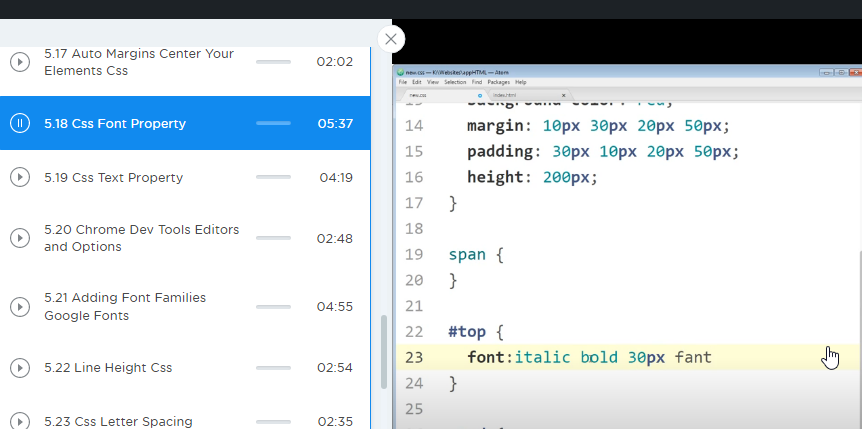 5.17 Auto Margins Center Your
Elements Css
02:02
5.18 Css Font Property
05:37
5.19 Css Text Property
04:19
5.20 Chrome Dev Tools Editors
and Options
02:48
5.21 Adding Font Families
Google Fonts
04:55
5.22 Line Height Css
02:54
5.23 Css Letter Spacing
02:35
new.css — K:\Websites\appHTML — Atom
File Edit View Selection Find Packages Help
new.css
index.html
13 background-color: red;
14 margin: 10px 30px 20px 50px;
15 padding: 30px 10px 20px 50px;
16 height: 200px;
17 }
18
19 span {
20 }
21
22 #top {
23 font:italic bold 30px fant
24 }
25